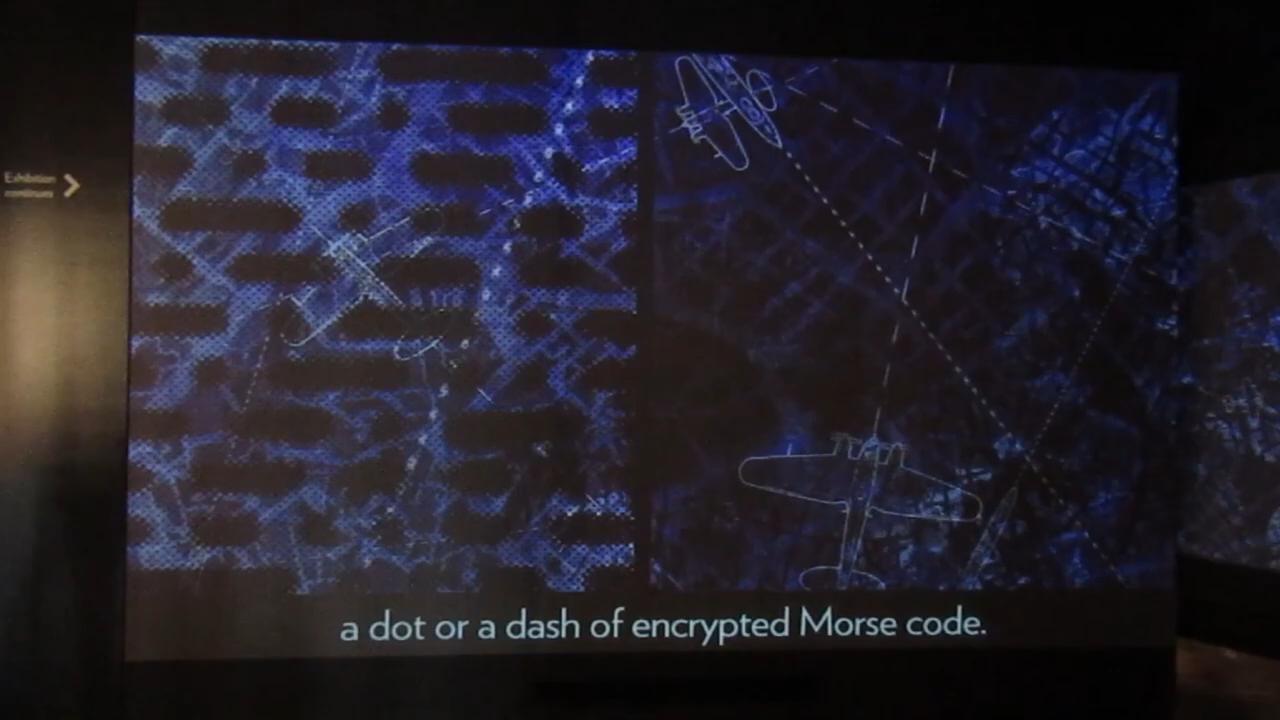 Exhibition
continues
a dot or a dash of encrypted Morse code.